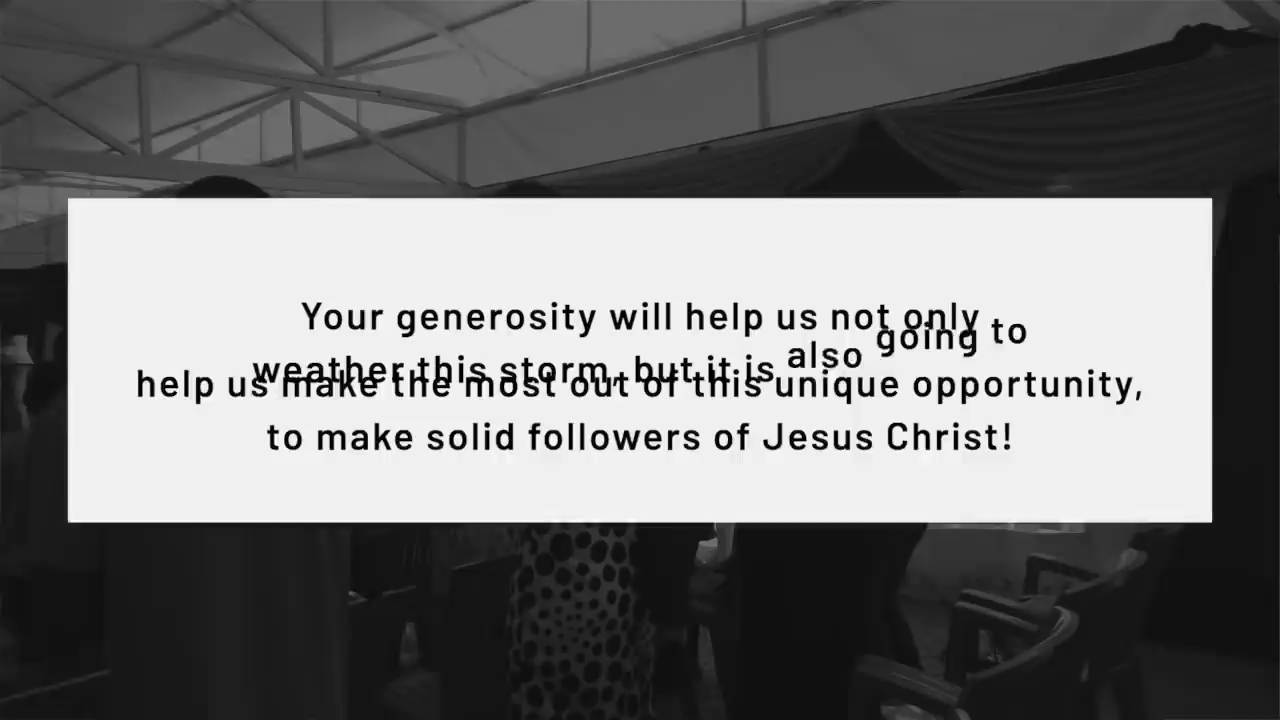 Your generosity will help us not only
weather this storm, but it is also going to
help us make the most out of this unique opportunity,
to make solid followers of Jesus Christ!